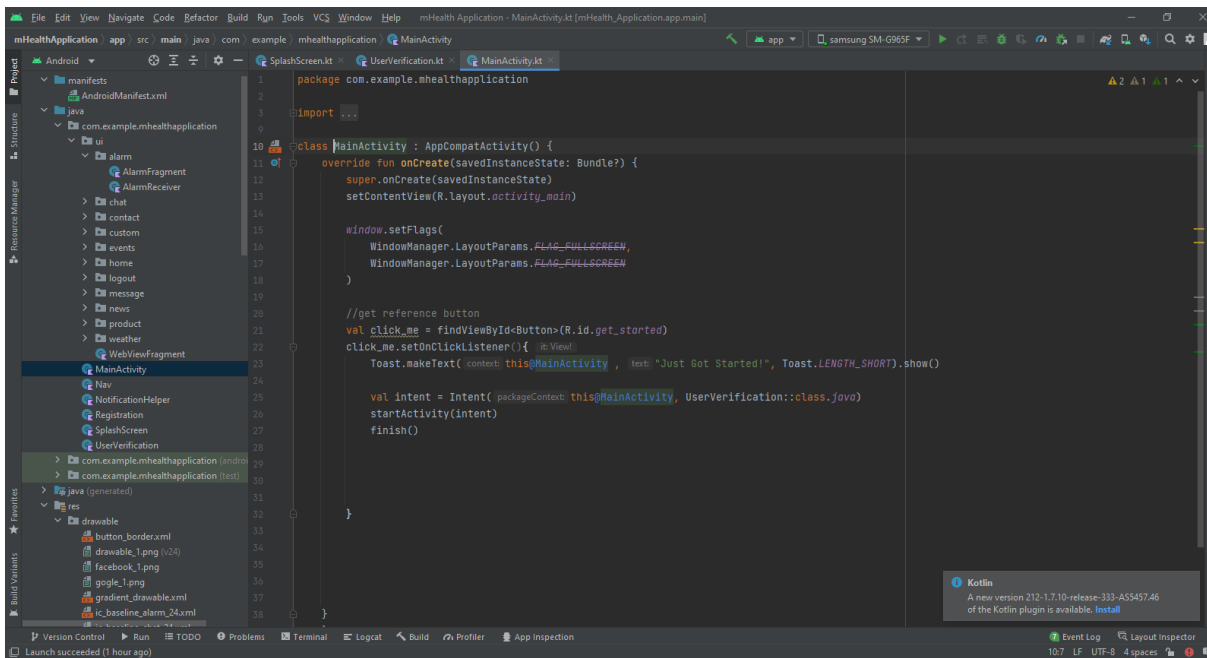 File Edit View Navigate Code Refactor Build Run Tools VCS Window Help mHealth Application - MainActivity.kt [mHealth_Application.app.main]
mHealthApplication app src main java com example mhealthapplication MainActivity app samsung SM-G965F
Project
Structure
Resource Manager
Favorites
Build Variants
Android
manifests
AndroidManifest.xml
java
com.example.mhealthapplication
ui
alarm
AlarmFragment
AlarmReceiver
chat
contact
custom
events
home
logout
message
news
product
weather
WebViewFragment
MainActivity
Nav
NotificationHelper
Registration
SplashScreen
UserVerification
com.example.mhealthapplication (androi
com.example.mhealthapplication (test)
java (generated)
res
drawable
button_border.xml
drawable_1.png (v24)
facebook_1.png
gogle_1.png
gradient_drawable.xml
ic_baseline_alarm_24.xml
SplashScreen.kt UserVerification.kt MainActivity.kt
1 package com.example.mhealthapplication
2
3 import ...
9
10 class MainActivity : AppCompatActivity() {
11 override fun onCreate(savedInstanceState: Bundle?) {
12 super.onCreate(savedInstanceState)
13 setContentView(R.layout.activity_main)
14
15 window.setFlags(
16 WindowManager.LayoutParams.FLAG_FULLSCREEN,
17 WindowManager.LayoutParams.FLAG_FULLSCREEN
18 )
19
20 //get reference button
21 val click_me = findViewById<Button>(R.id.get_started)
22 click_me.setOnClickListener(){ it: View!
23 Toast.makeText( context: this@MainActivity , text: "Just Got Started!", Toast.LENGTH_SHORT).show()
24
25 val intent = Intent( packageContext: this@MainActivity, UserVerification::class.java)
26 startActivity(intent)
27 finish()
28
29
30
31
32 }
33
34
35
36
37
38 }
2 1 1
Kotlin
A new version 212-1.7.10-release-333-AS5457.46
of the Kotlin plugin is available. Install
Version Control Run TODO Problems Terminal Logcat Build Profiler App Inspection 7 Event Log Layout Inspector
Launch succeeded (1 hour ago) 10:7 LF UTF-8 4 spaces